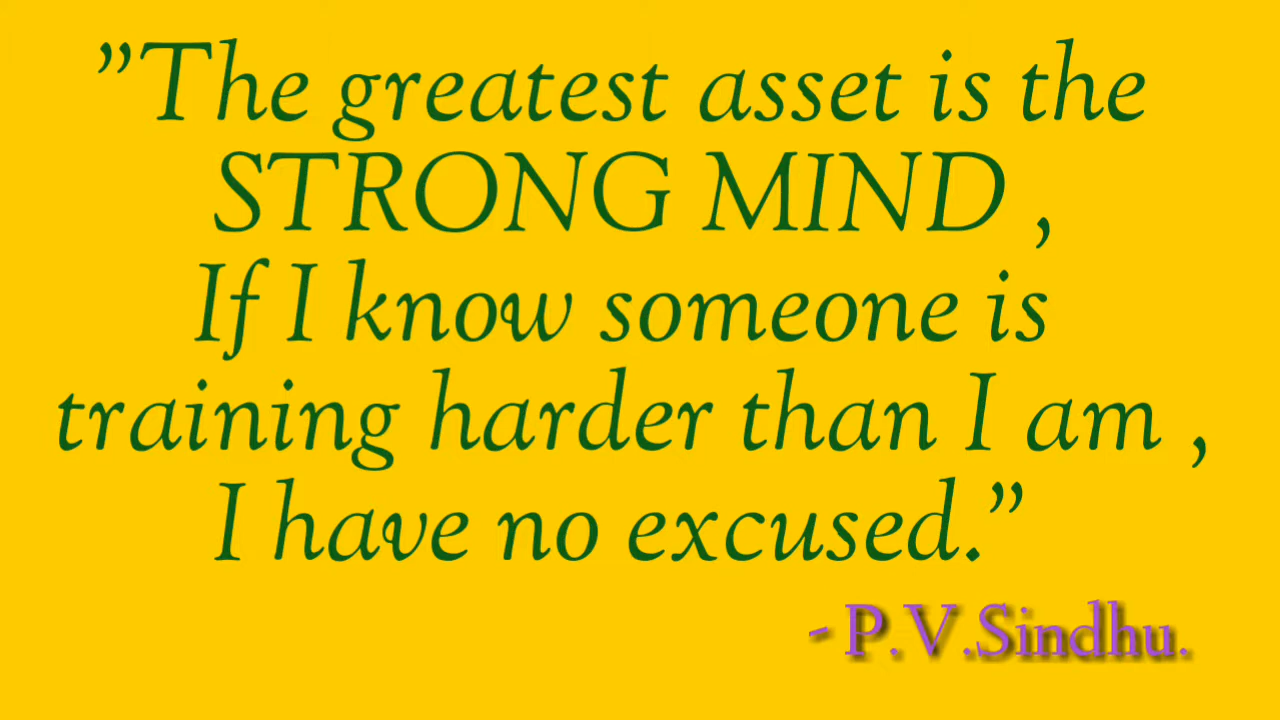 ”The greatest asset is the
STRONG MIND ,
If I know someone is
training harder than I am ,
I have no excused.”
- P.V.Sindhu.